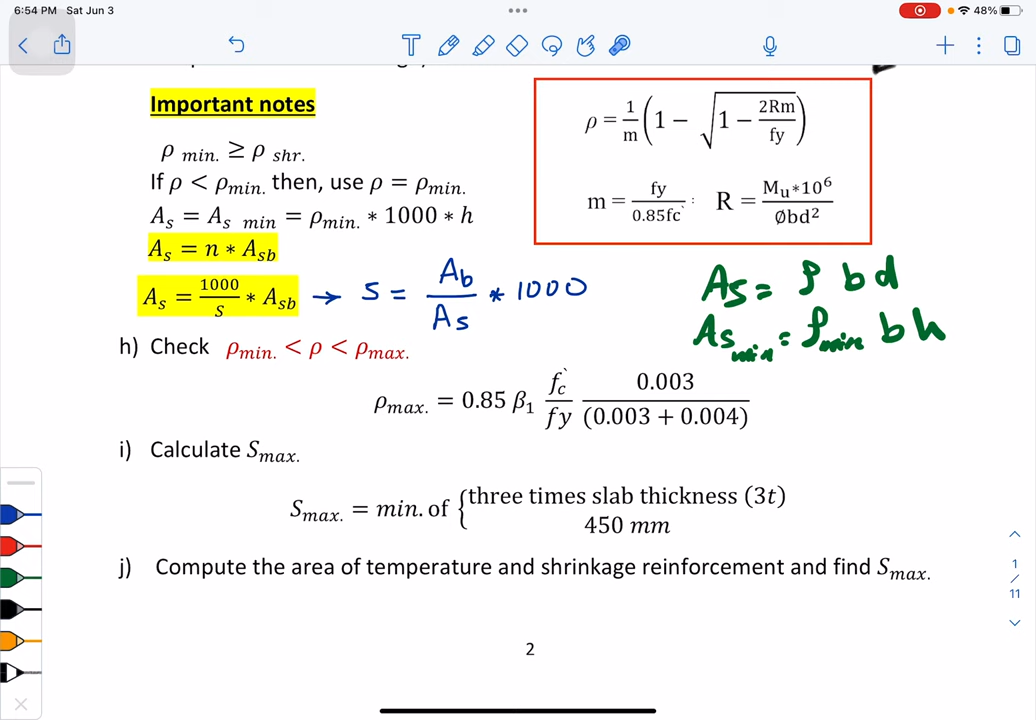 6:54 PM Sat Jun 3
48%
Important notes
ρ min. ≥ ρ shr.
If ρ < ρmin. then, use ρ = ρmin.
As = As min = ρmin. * 1000 * h
As = n * Asb
As = 1000/S * Asb → S = Ab/As * 1000
ρ = 1/m (1 − √(1 − 2Rm/fy))
m = fy/0.85fc` : R = Mu*10⁶/Øbd²
As = ρ b d
As min = ρmin b h
h) Check ρmin. < ρ < ρmax.
ρmax. = 0.85 β1 fc`/fy 0.003/(0.003 + 0.004)
i) Calculate Smax.
Smax. = min. of { three times slab thickness (3t)
450 mm
j) Compute the area of temperature and shrinkage reinforcement and find Smax.
1
/
11
2